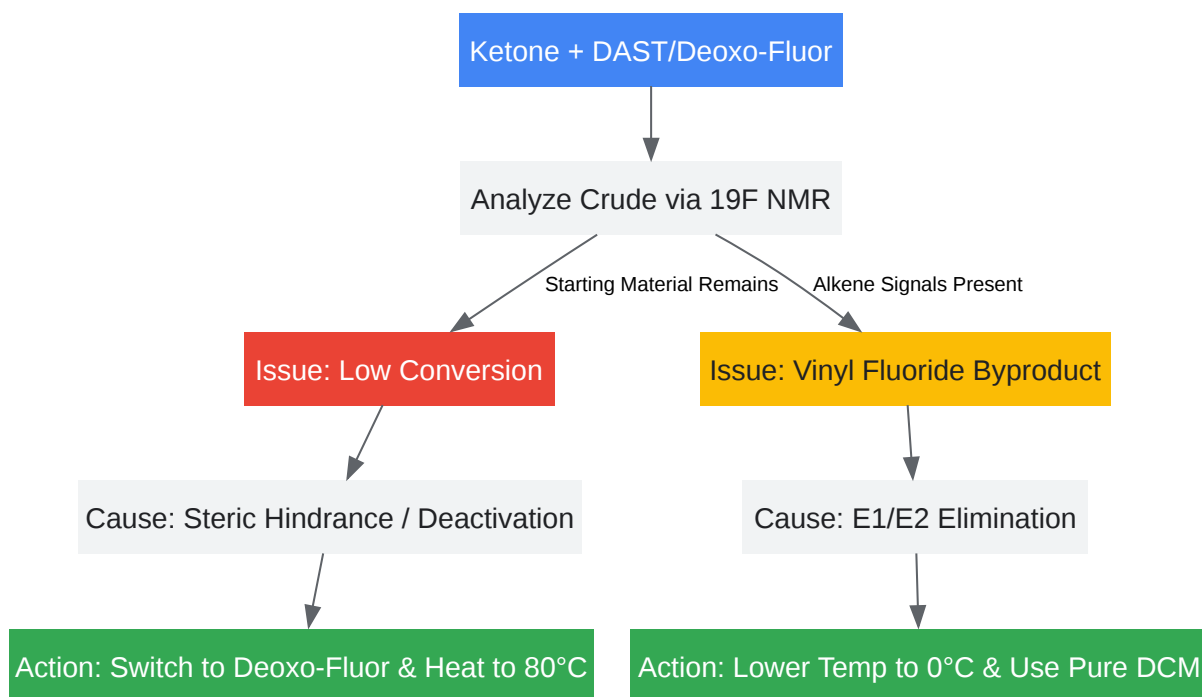 Ketone + DAST/Deoxo-Fluor
Analyze Crude via 19F NMR
Starting Material Remains
Alkene Signals Present
Issue: Low Conversion
Issue: Vinyl Fluoride Byproduct
Cause: Steric Hindrance / Deactivation
Cause: E1/E2 Elimination
Action: Switch to Deoxo-Fluor & Heat to 80°C
Action: Lower Temp to 0°C & Use Pure DCM